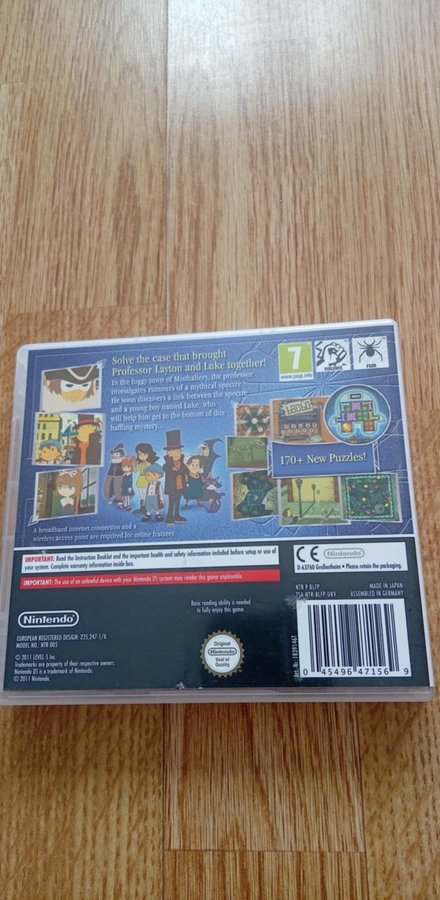 Solve the case that brought
Professor Layton and Luke together!
In the foggy town of Misthallery, the professor
investigates rumours of a mythical spectre
He soon discovers a link between the spectre
and a young boy named Luke, who
will help him get to the bottom of this
baffling mystery...
7
www.pegi.info
VIOLENCE
FEAR
170+ New Puzzles!
A broadband Internet connection and a
wireless access point are required for online features.
IMPORTANT: Read the Instruction Booklet and the important health and safety information included before setup or use of
your system. Complete warranty information inside box.
IMPORTANT: The use of an unlawful device with your Nintendo DS system may render this game unplayable.
CE Nintendo
D-63760 Großostheim • Please retain the packaging.
Basic reading ability is needed
to fully enjoy this game.
NTR P BLFP MADE IN JAPAN
TSA-NTR-BLFP-UKV ASSEMBLED IN GERMANY
Nintendo
EUROPEAN REGISTERED DESIGN: 235,247-1/6
MODEL NO.: NTR-005
© 2011 LEVEL-5 Inc.
Trademarks are property of their respective owners.
Nintendo DS is a trademark of Nintendo.
© 2011 Nintendo.
Original
Nintendo
Seal of
Quality
0 45496 47156 9